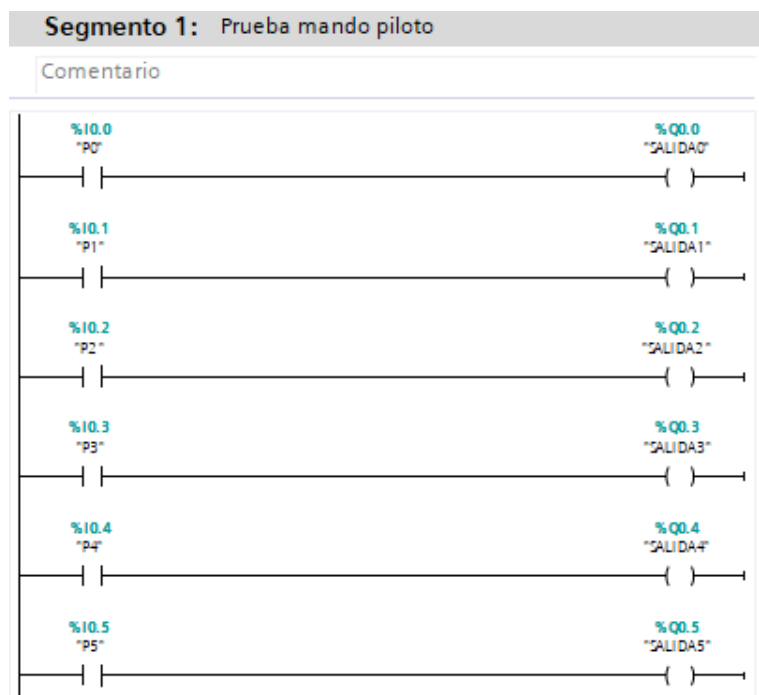 Segmento 1: Prueba mando piloto
Comentario
%I0.0 %Q0.0
"P0" "SALIDA0"
%I0.1 %Q0.1
"P1" "SALIDA1"
%I0.2 %Q0.2
"P2" "SALIDA2"
%I0.3 %Q0.3
"P3" "SALIDA3"
%I0.4 %Q0.4
"P4" "SALIDA4"
%I0.5 %Q0.5
"P5" "SALIDA5"